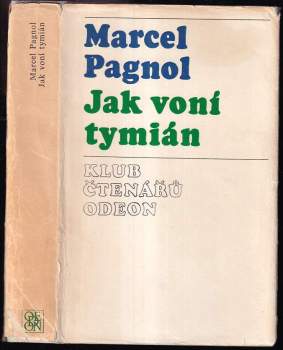 Marcel Pagnol
Jak voní tymián
Marcel
Pagnol
Jak voní
tymián
KLUB
ČTENÁŘŮ
ODEON